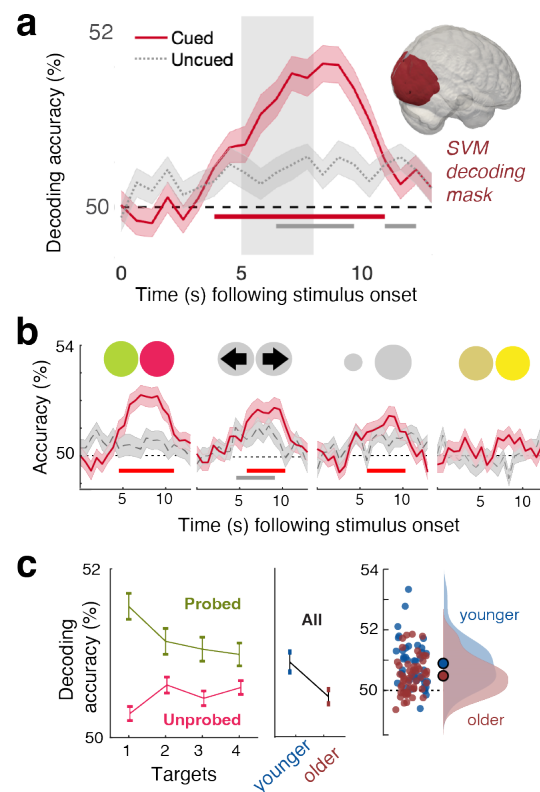 a
52
Cued
Uncued
Decoding accuracy (%)
50
SVM
decoding
mask
0
5
10
Time (s) following stimulus onset
b
54
Accuracy (%)
50
5
10
5
10
5
10
5
10
Time (s) following stimulus onset
c
52
Probed
Decoding
accuracy (%)
Unprobed
50
1
2
3
4
Targets
All
younger
older
54
younger
52
50
older